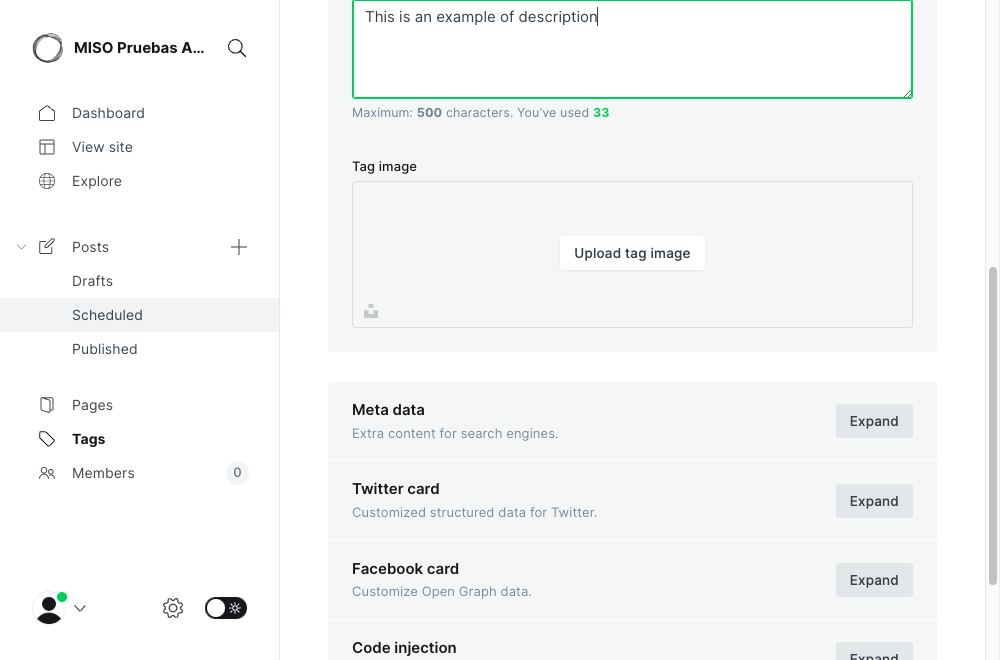 MISO Pruebas A...
Dashboard
View site
Explore
Posts
Drafts
Scheduled
Published
Pages
Tags
Members 0
This is an example of description
Maximum: 500 characters. You’ve used 33
Tag image
Upload tag image
Meta data
Extra content for search engines.
Expand
Twitter card
Customized structured data for Twitter.
Expand
Facebook card
Customize Open Graph data.
Expand
Code injection
Expand